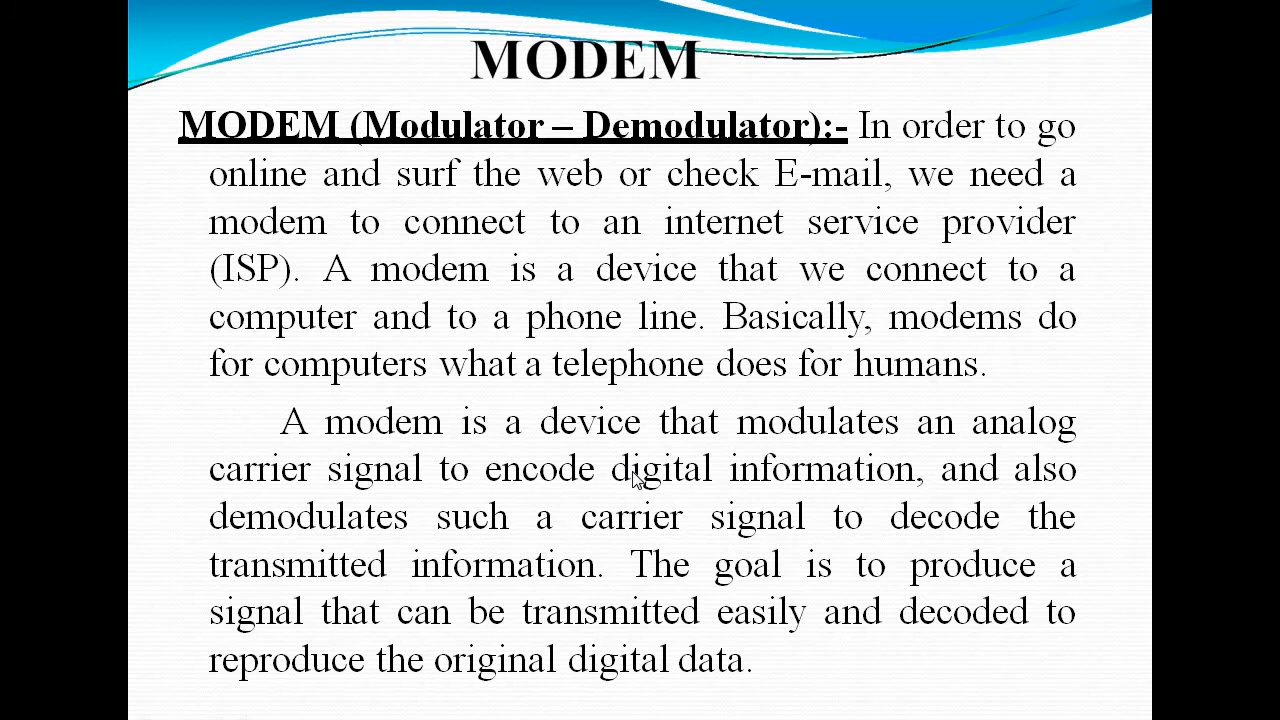 MODEM
MODEM (Modulator – Demodulator):- In order to go
online and surf the web or check E-mail, we need a
modem to connect to an internet service provider
(ISP). A modem is a device that we connect to a
computer and to a phone line. Basically, modems do
for computers what a telephone does for humans.
A modem is a device that modulates an analog
carrier signal to encode digital information, and also
demodulates such a carrier signal to decode the
transmitted information. The goal is to produce a
signal that can be transmitted easily and decoded to
reproduce the original digital data.